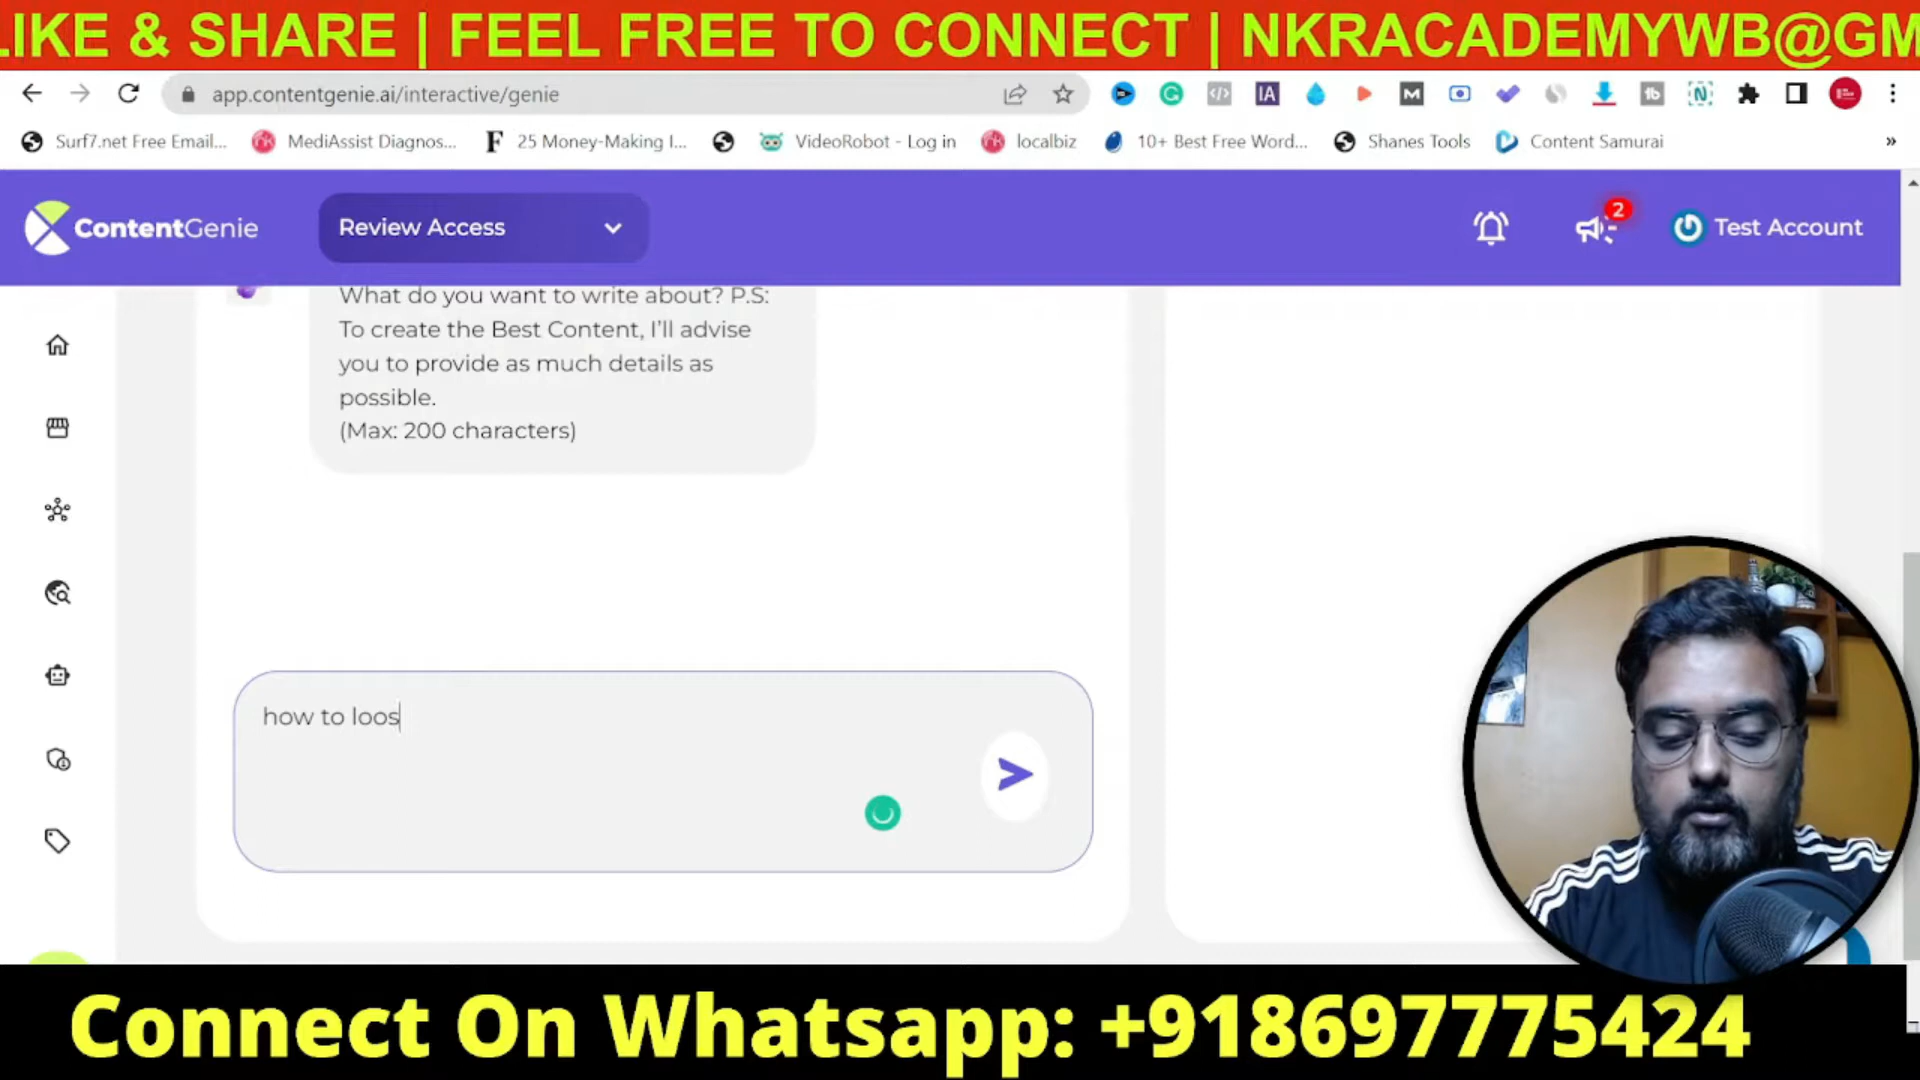 LIKE & SHARE | FEEL FREE TO CONNECT | NKRACADEMYWB@GM
app.contentgenie.ai/interactive/genie
Surf7.net Free Email... MediAssist Diagnos... 25 Money-Making I... VideoRobot - Log in localbiz 10+ Best Free Word... Shanes Tools Content Samurai »
ContentGenie Review Access 2 Test Account
What do you want to write about? P.S:
To create the Best Content, I'll advise
you to provide as much details as
possible.
(Max: 200 characters)
how to loos
Connect On Whatsapp: +918697775424